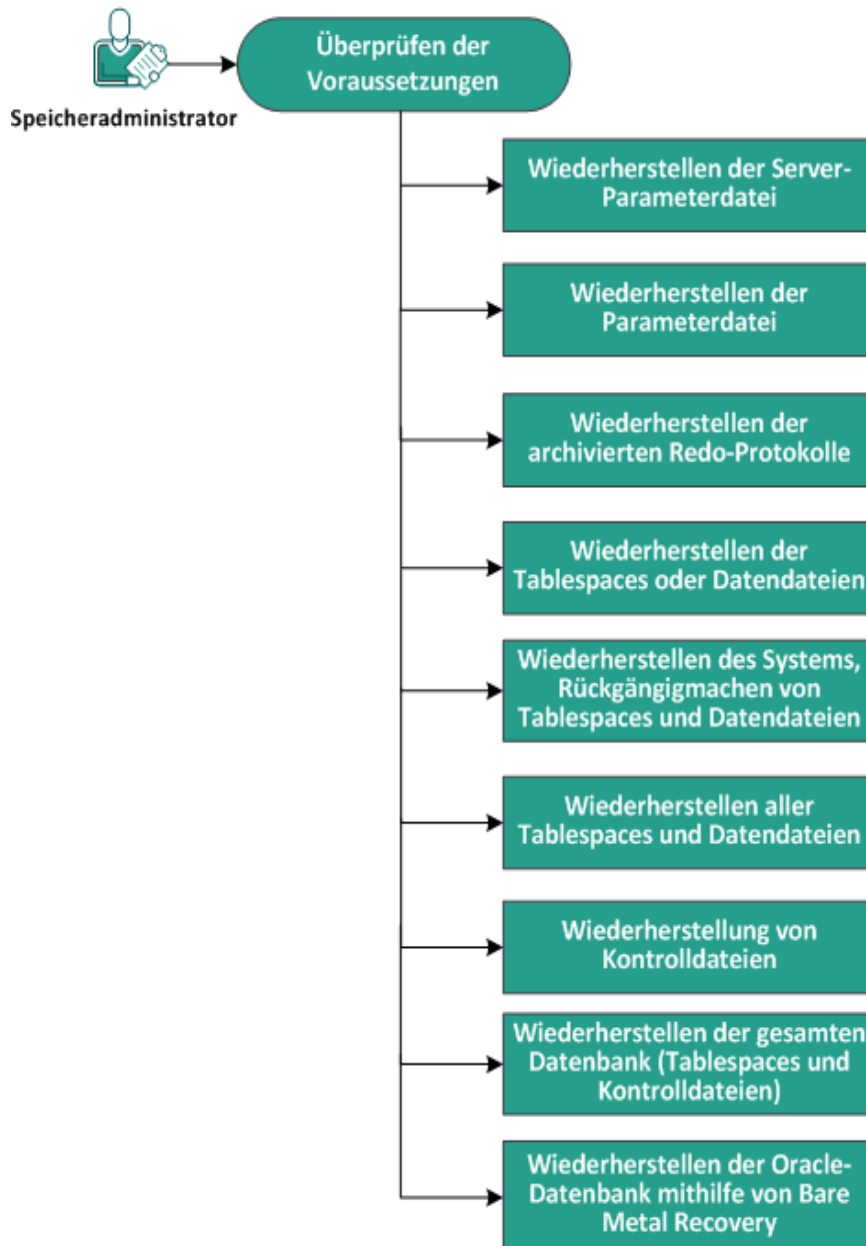 Überprüfen der
Voraussetzungen
Speicheradministrator
Wiederherstellen der Server-
Parameterdatei
Wiederherstellen der
Parameterdatei
Wiederherstellen der
archivierten Redo-Protokolle
Wiederherstellen der
Tablespaces oder Datendateien
Wiederherstellen des Systems,
Rückgängigmachen von
Tablespaces und Datendateien
Wiederherstellen aller
Tablespaces und Datendateien
Wiederherstellung von
Kontrolldateien
Wiederherstellen der gesamten
Datenbank (Tablespaces und
Kontrolldateien)
Wiederherstellen der Oracle-
Datenbank mithilfe von Bare
Metal Recovery